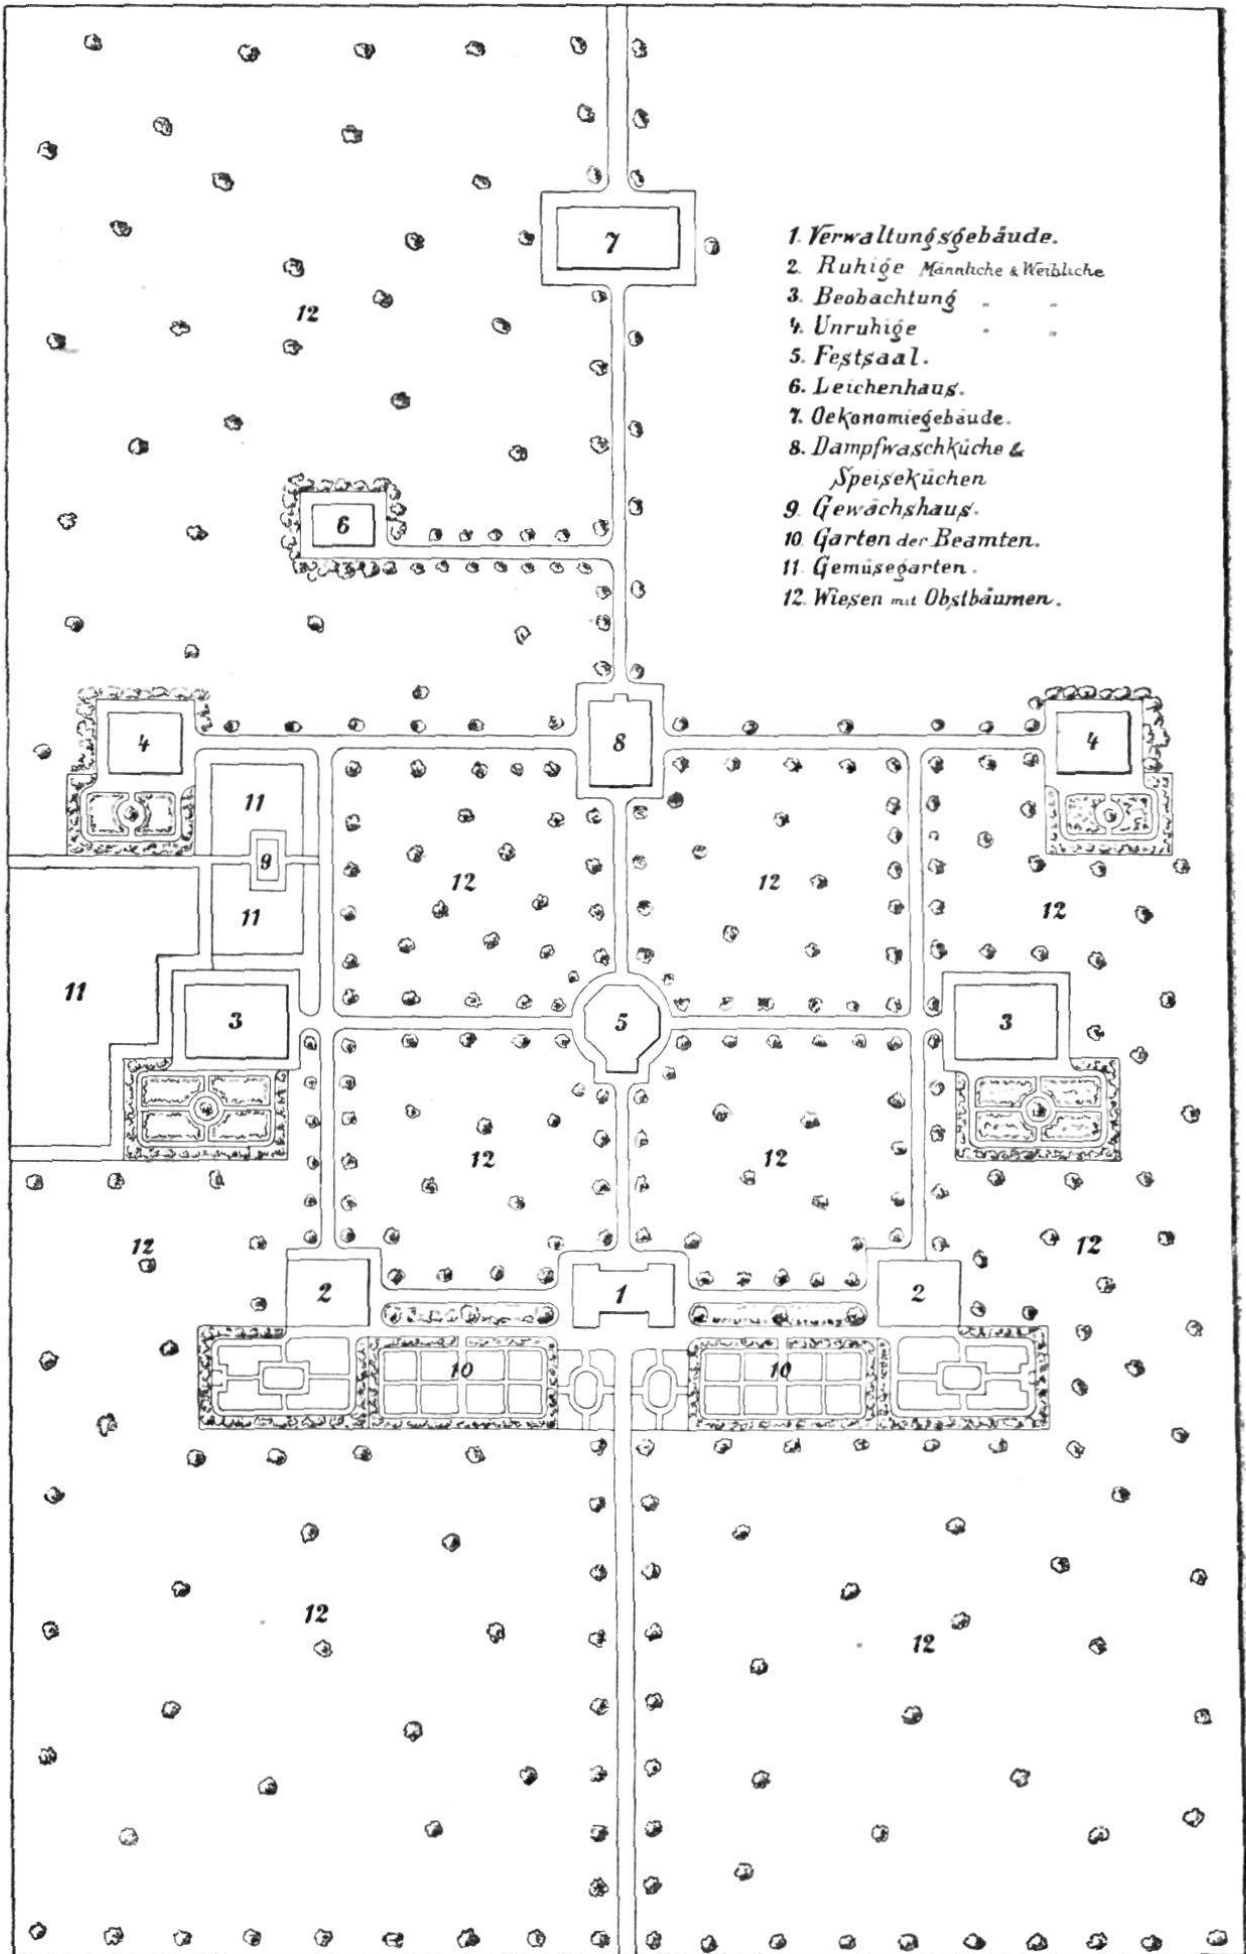 1. Verwaltungsgebäude.
2. Ruhige Männliche & Weibliche
3. Beobachtung „ „
4. Unruhige „ „
5. Festsaal.
6. Leichenhaus.
7. Oekonomiegebäude.
8. Dampfwaschküche &
Speiseküchen
9. Gewächshaus.
10. Garten der Beamten.
11. Gemüsegarten.
12. Wiesen mit Obstbäumen.
7
12
6
4
8
4
11
9
12
12
11
12
11
3
5
3
12
12
12
12
2
1
2
10
10
12
12